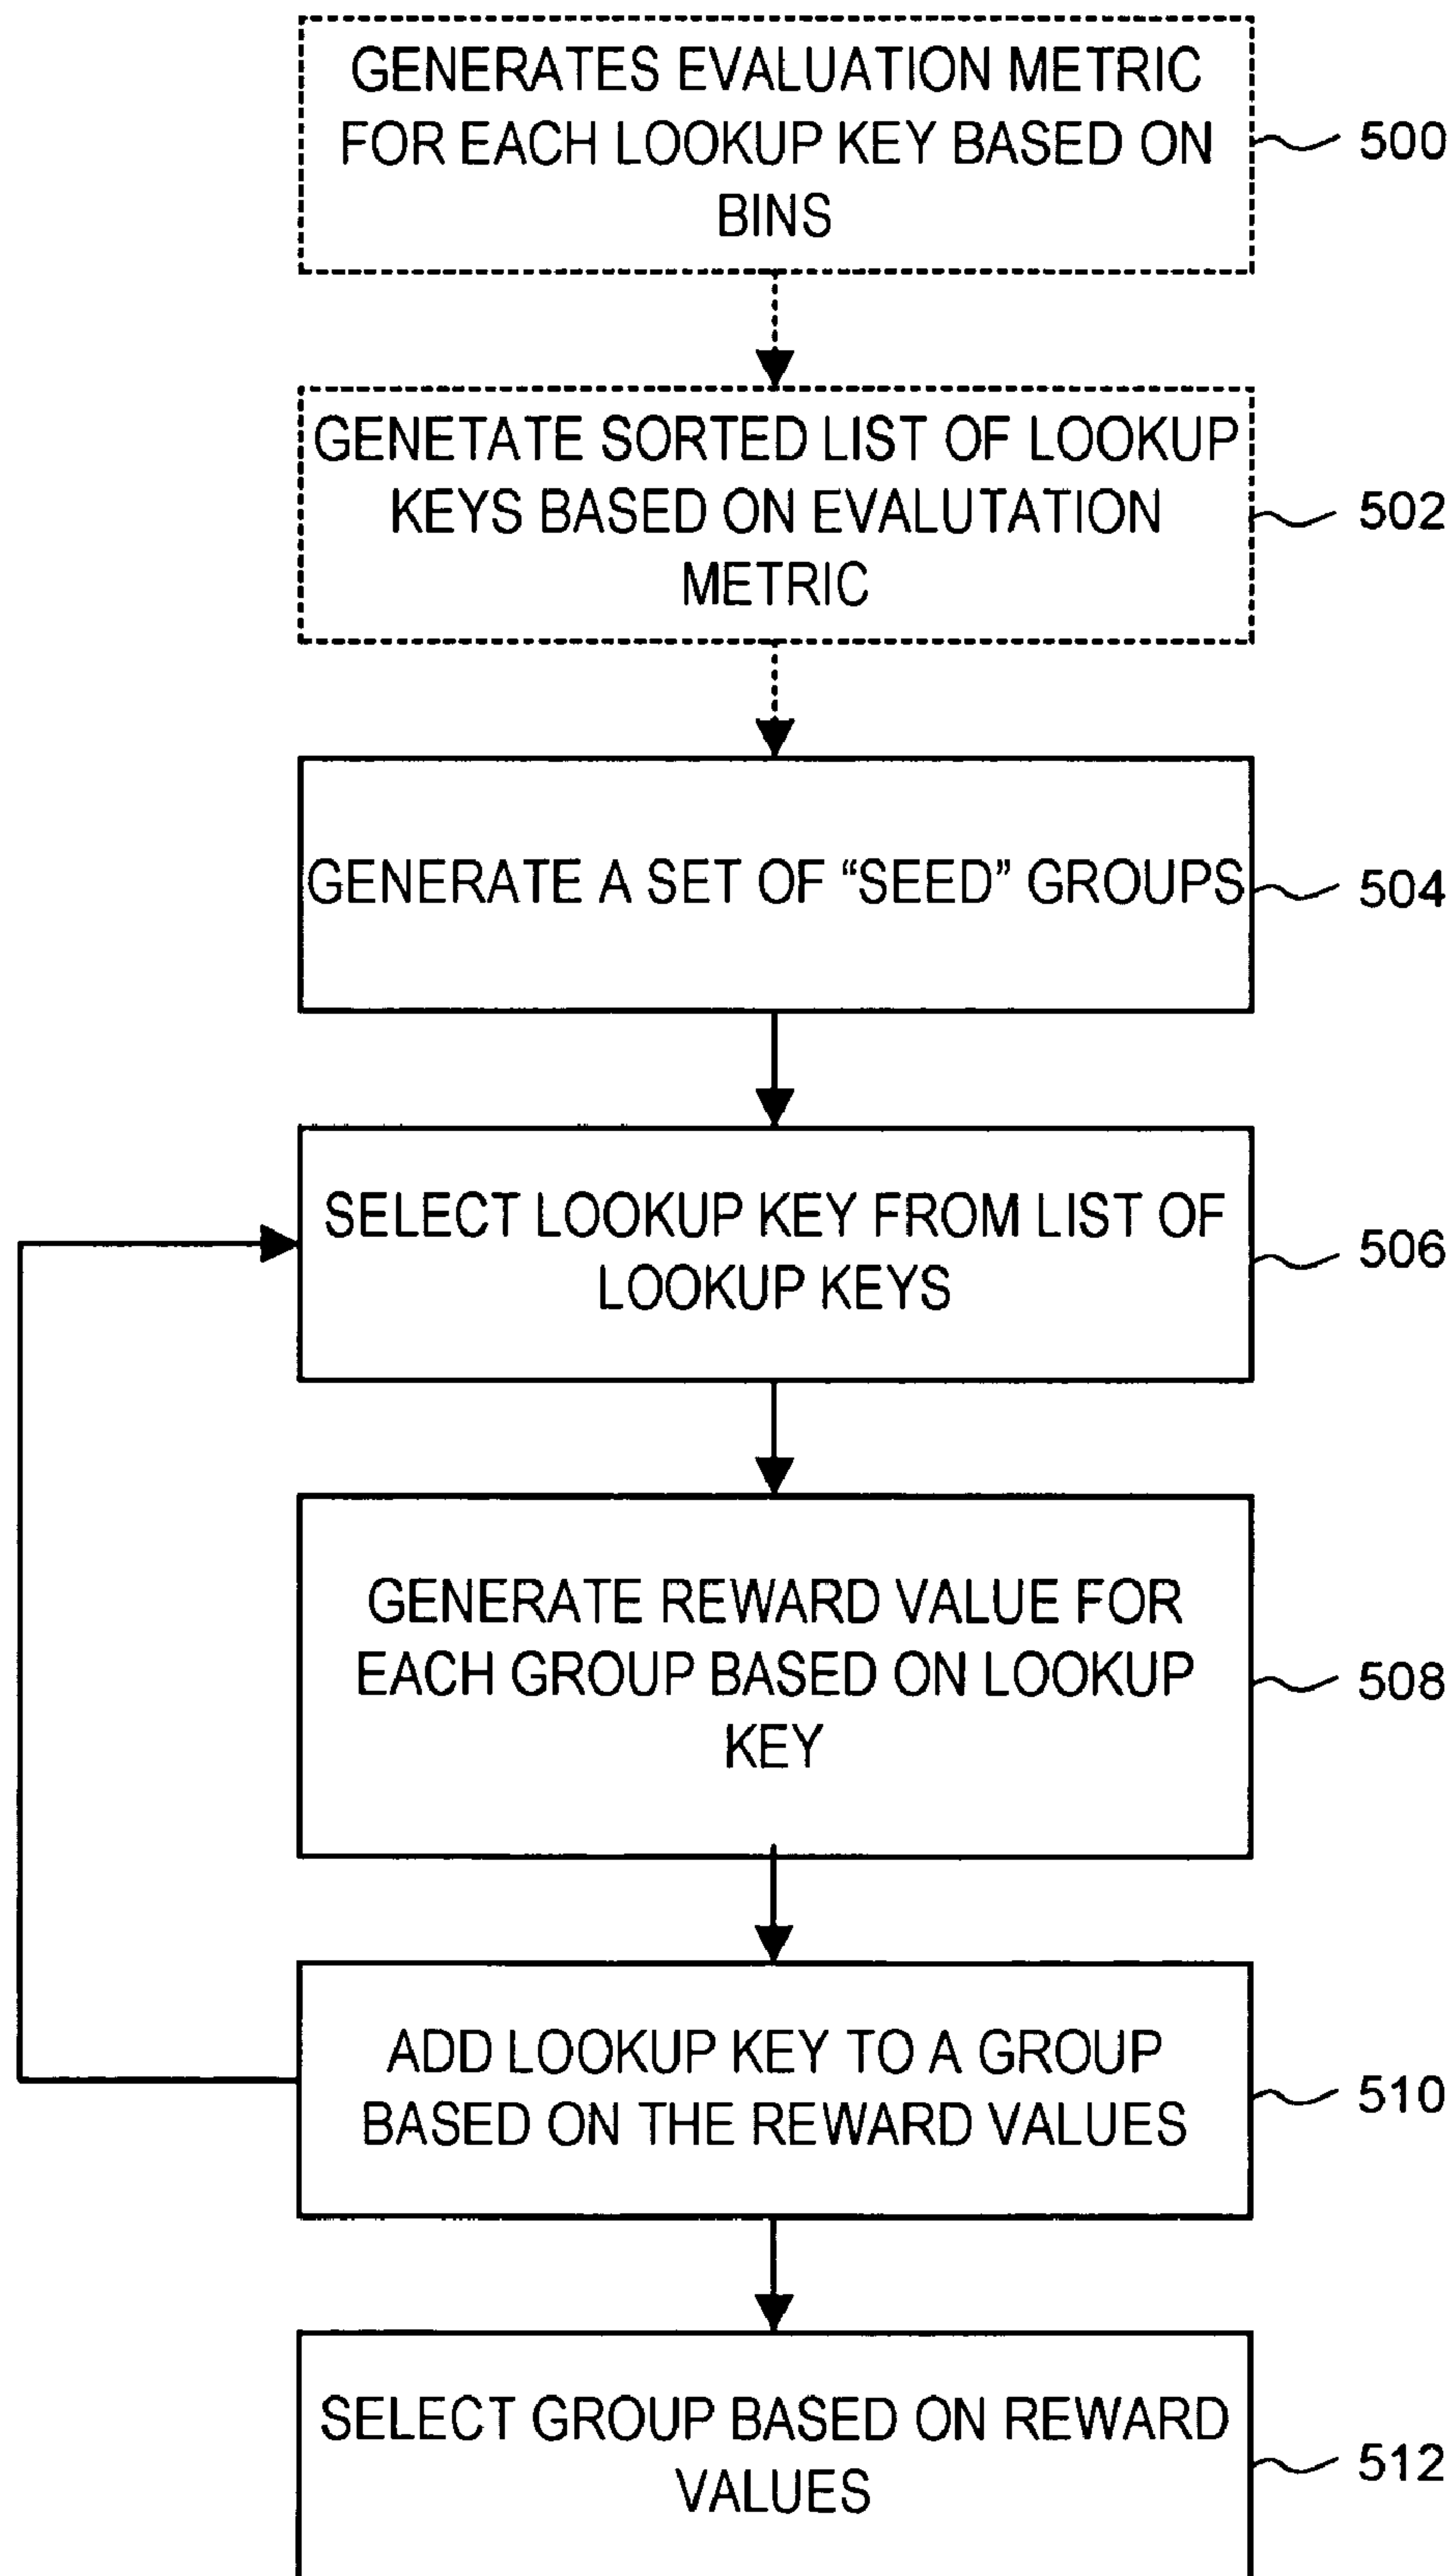 GENERATES EVALUATION METRIC
FOR EACH LOOKUP KEY BASED ON
BINS
500
GENETATE SORTED LIST OF LOOKUP
KEYS BASED ON EVALUTATION
METRIC
502
GENERATE A SET OF “SEED” GROUPS
504
SELECT LOOKUP KEY FROM LIST OF
LOOKUP KEYS
506
GENERATE REWARD VALUE FOR
EACH GROUP BASED ON LOOKUP
KEY
508
ADD LOOKUP KEY TO A GROUP
BASED ON THE REWARD VALUES
510
SELECT GROUP BASED ON REWARD
VALUES
512